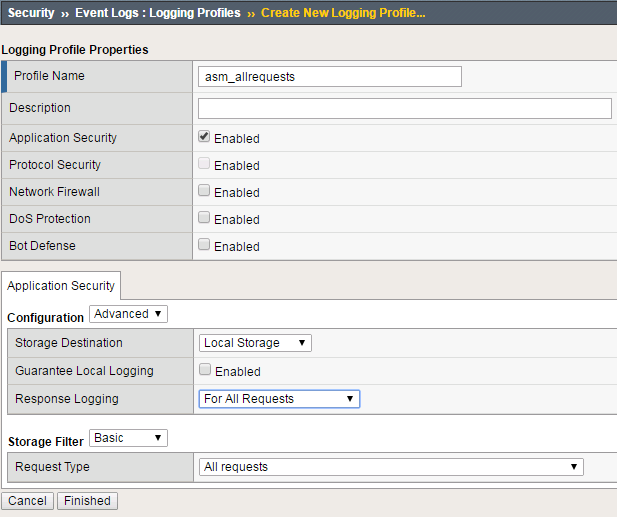 Security ›› Event Logs : Logging Profiles ›› Create New Logging Profile...
Logging Profile Properties
Profile Name asm_allrequests
Description
Application Security Enabled
Protocol Security Enabled
Network Firewall Enabled
DoS Protection Enabled
Bot Defense Enabled
Application Security
Configuration Advanced
Storage Destination Local Storage
Guarantee Local Logging Enabled
Response Logging For All Requests
Storage Filter Basic
Request Type All requests
Cancel Finished